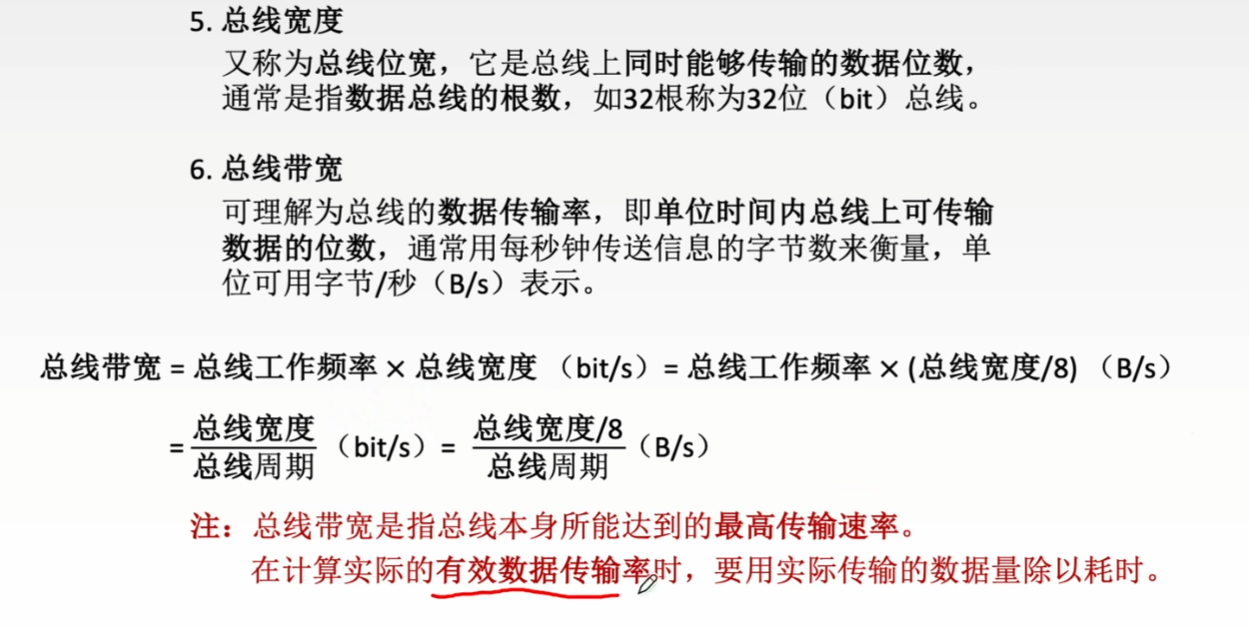 5. 总线宽度
又称为总线位宽，它是总线上同时能够传输的数据位数，
通常是指数据总线的根数，如32根称为32位（bit）总线。
6. 总线带宽
可理解为总线的数据传输率，即单位时间内总线上可传输
数据的位数，通常用每秒钟传送信息的字节数来衡量，单
位可用字节/秒（B/s）表示。
总线带宽 = 总线工作频率 × 总线宽度 （bit/s）= 总线工作频率 × (总线宽度/8) （B/s）
= 总线宽度 / 总线周期 （bit/s）= 总线宽度/8 / 总线周期 （B/s）
注：总线带宽是指总线本身所能达到的最高传输速率。
在计算实际的有效数据传输率时，要用实际传输的数据量除以耗时。